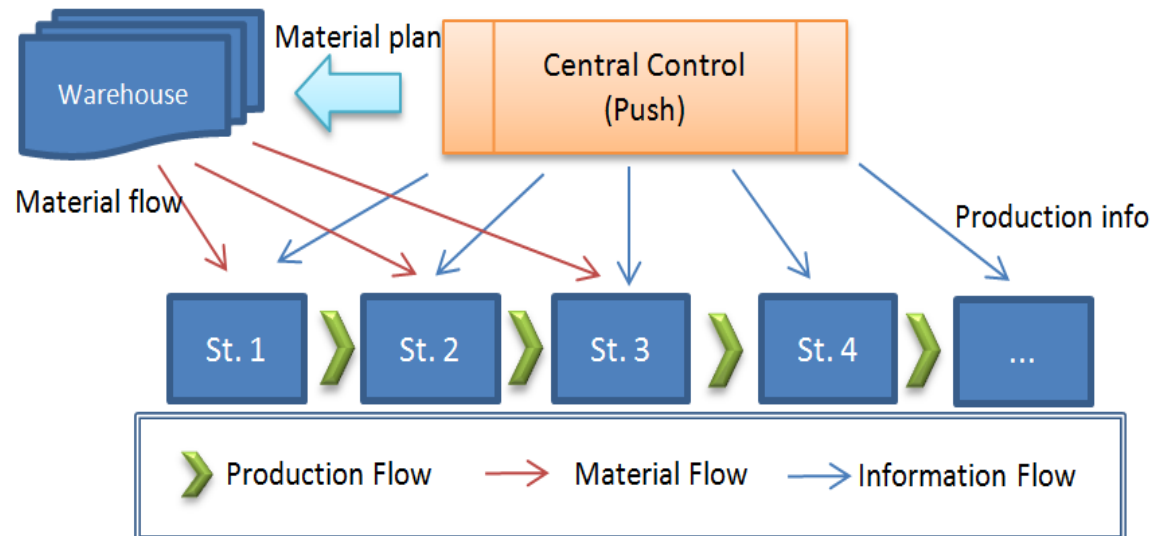 Material plan
Central Control
(Push)
Warehouse
Material flow
Production info
St. 1
St. 2
St. 3
St. 4
...
Production Flow
Material Flow
Information Flow